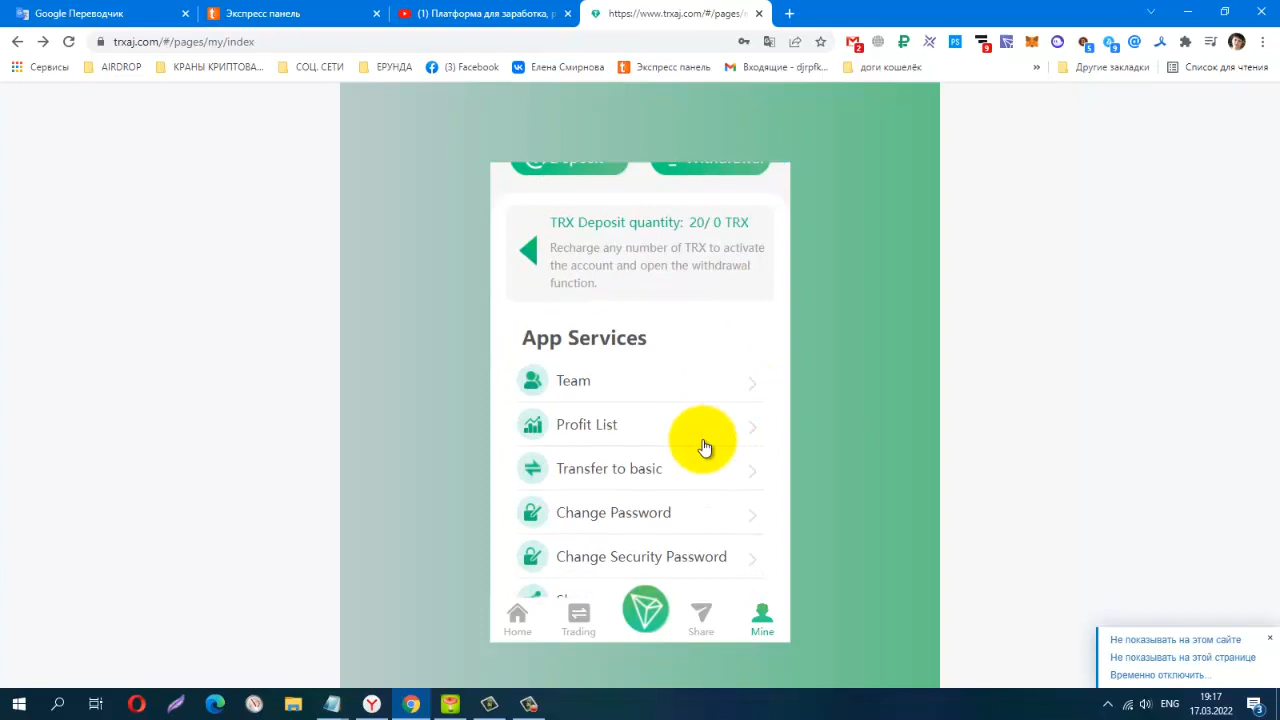 Google Переводчик
Экспресс панель
(1) Платформа для заработка, р
https://www.trxaj.com/#/pages/m
trxaj.com/#/pages/my/index
2
9
5
9
Сервисы
AIRDROP
КРАНЫ КРИПТОВА...
СОЦ. СЕТИ
ЕРУНДА
(3) Facebook
Елена Смирнова
Экспресс панель
Входящие - djrpfk...
доги кошелёк
»
Другие закладки
Список для чтения
TRX Deposit quantity: 20/ 0 TRX
Recharge any number of TRX to activate
the account and open the withdrawal
function.
App Services
Team
Profit List
Transfer to basic
Change Password
Change Security Password
Home
Trading
Share
Mine
Не показывать на этом сайте
Не показывать на этой странице
Временно отключить...
ENG
19:17
17.03.2022
3